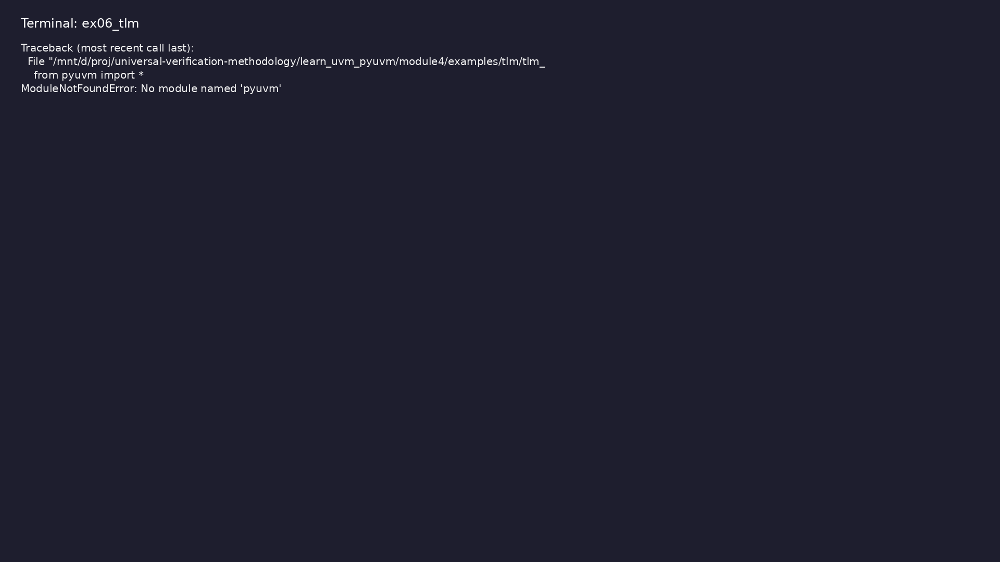 Terminal: ex06_tlm
Traceback (most recent call last):
  File "/mnt/d/proj/universal-verification-methodology/learn_uvm_pyuvm/module4/examples/tlm/tlm_
    from pyuvm import *
ModuleNotFoundError: No module named 'pyuvm'